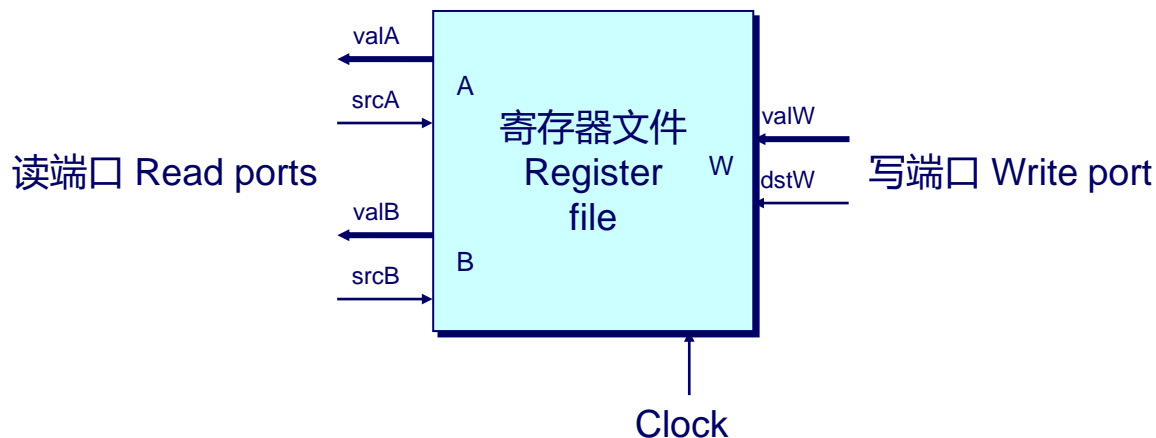 valA
A
srcA
寄存器文件
Register
file
valW
W
dstW
读端口 Read ports
写端口 Write port
valB
B
srcB
Clock